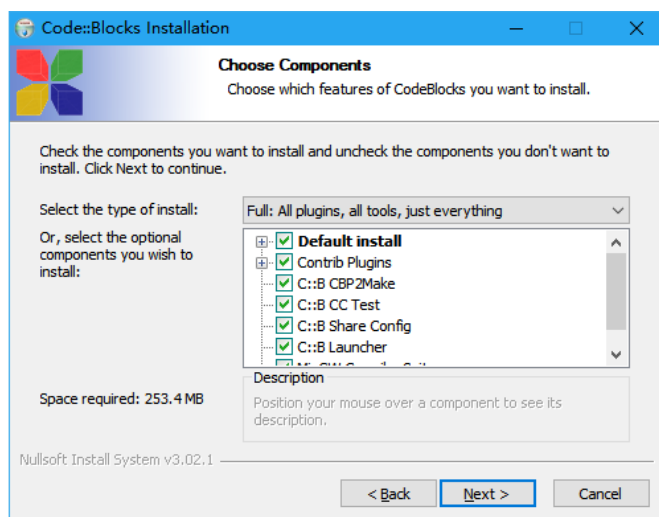 Code::Blocks Installation
Choose Components
Choose which features of CodeBlocks you want to install.
Check the components you want to install and uncheck the components you don't want to
install. Click Next to continue.
Select the type of install:
Full: All plugins, all tools, just everything
Or, select the optional
components you wish to
install:
Default install
Contrib Plugins
C::B CBP2Make
C::B CC Test
C::B Share Config
C::B Launcher
Space required: 253.4 MB
Description
Position your mouse over a component to see its
description.
Nullsoft Install System v3.02.1
< Back
Next >
Cancel